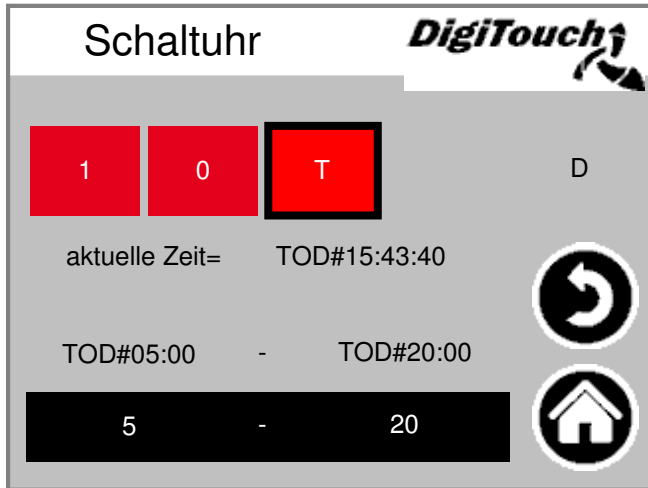 Schaltuhr DigiTouch
1 0 T D
aktuelle Zeit= TOD#15:43:40
TOD#05:00 - TOD#20:00
5 - 20